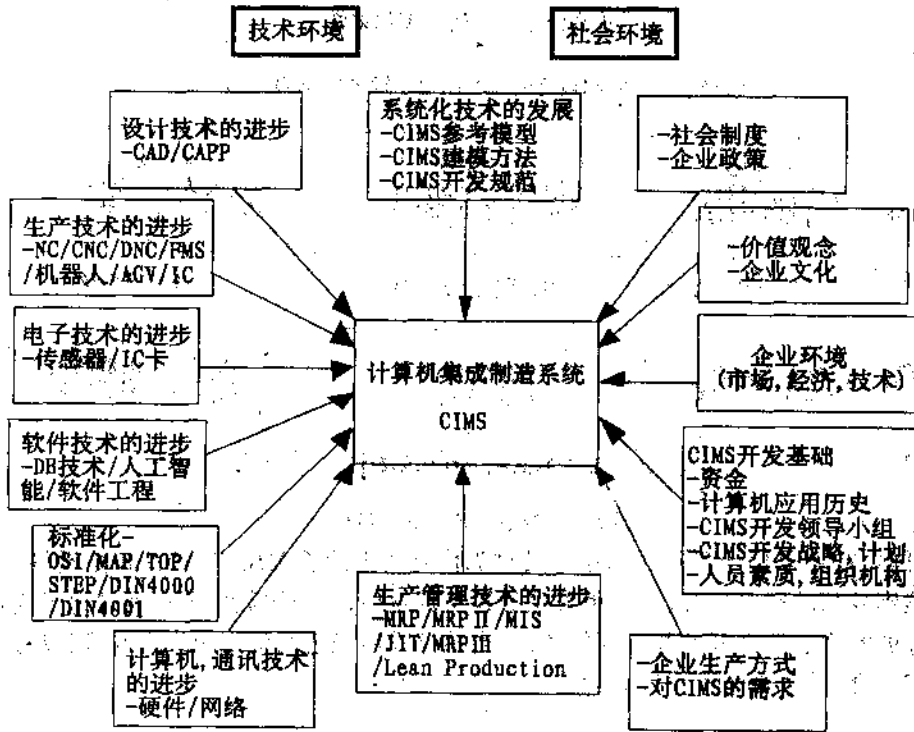 技术环境
社会环境
设计技术的进步
-CAD/CAPP
系统化技术的发展
-CIMS参考模型
-CIMS建模方法
-CIMS开发规范
-社会制度
-企业政策
生产技术的进步
-NC/CNC/DNC/FMS
/机器人/AGV/IC
-价值观念
-企业文化
电子技术的进步
-传感器/IC卡
计算机集成制造系统
CIMS
企业环境
(市场,经济,技术)
软件技术的进步
-DB技术/人工智
能/软件工程
CIMS开发基础
-资金
-计算机应用历史
-CIMS开发领导小组
-CIMS开发战略,计划
-人员素质,组织机构
标准化-
OSI/MAP/TOP/
STEP/DIN4000
/DIN4001
生产管理技术的进步
-MRP/MRPⅡ/MIS
/JIT/MRPⅢ
/Lean Production
计算机,通讯技术
的进步
-硬件/网络
-企业生产方式
-对CIMS的需求